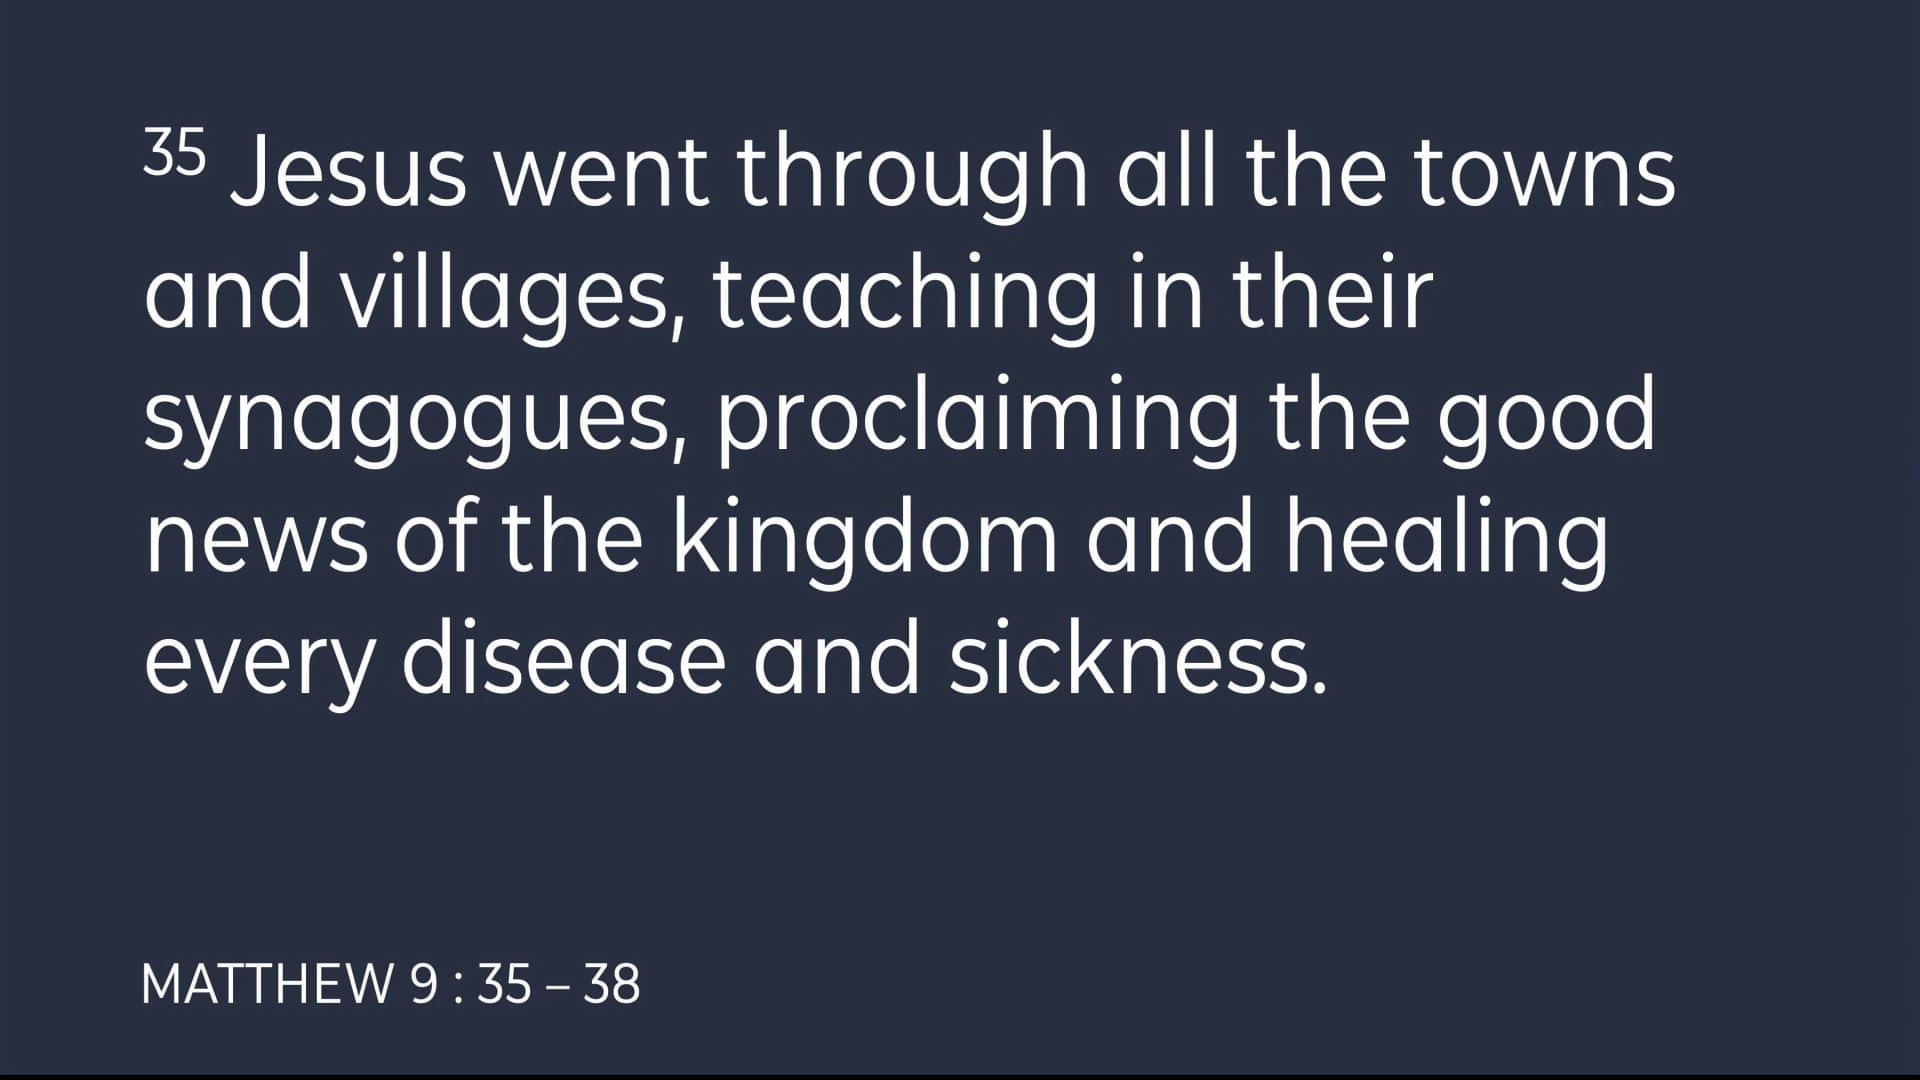 35 Jesus went through all the towns
and villages, teaching in their
synagogues, proclaiming the good
news of the kingdom and healing
every disease and sickness.
MATTHEW 9 : 35 – 38